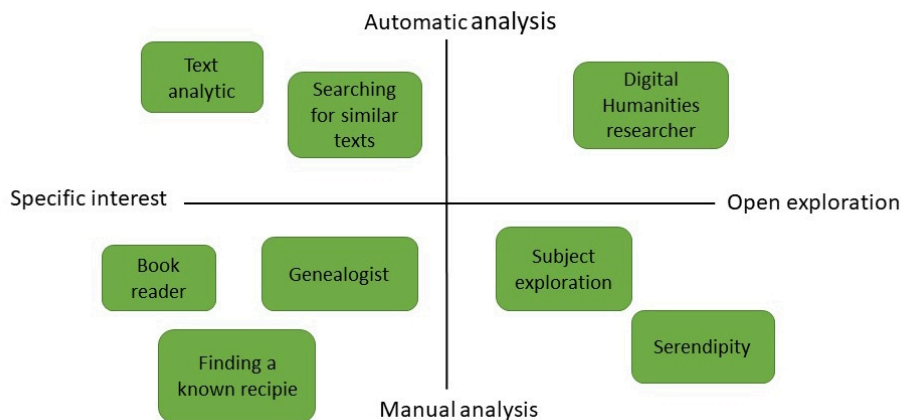 Automatic analysis
Text
analytic
Searching
for similar
texts
Digital
Humanities
researcher
Specific interest
Open exploration
Book
reader
Genealogist
Subject
exploration
Finding a
known recipie
Serendipity
Manual analysis